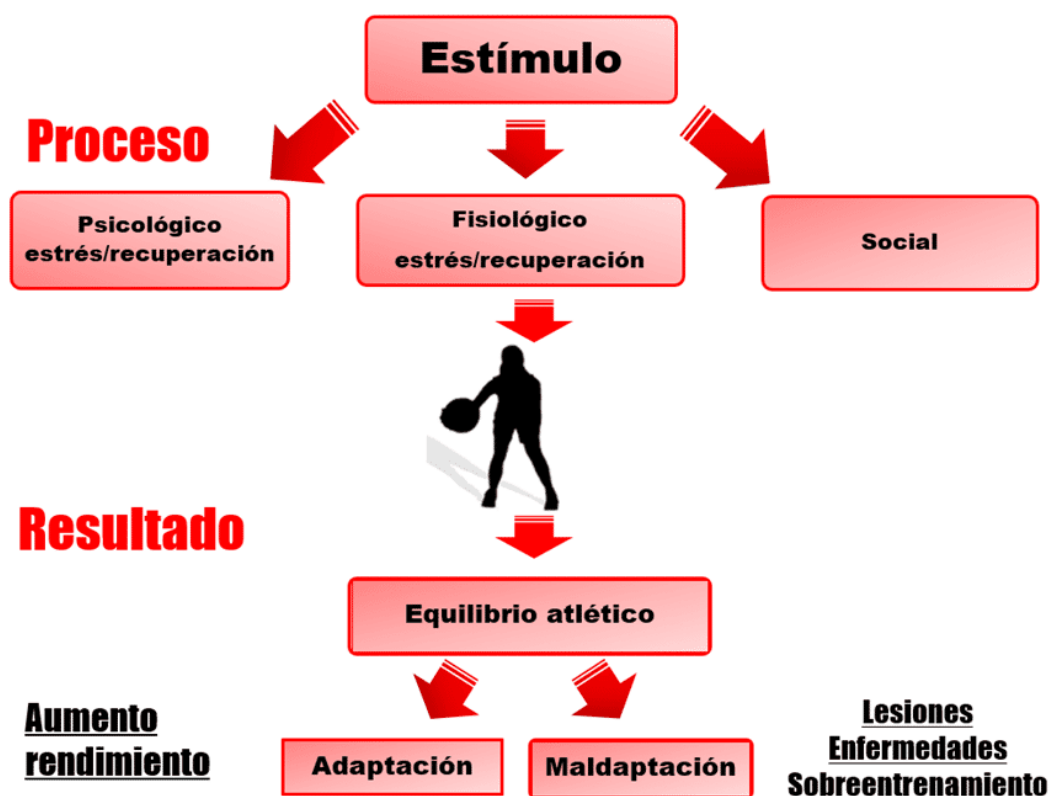 Estímulo
Proceso
Psicológico
estrés/recuperación
Fisiológico
estrés/recuperación
Social
Resultado
Equilibrio atlético
Aumento
rendimiento
Adaptación
Maldaptación
Lesiones
Enfermedades
Sobreentrenamiento